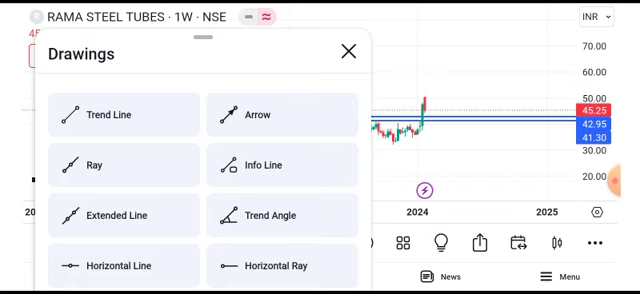 R RAMA STEEL TUBES · 1W · NSE
INR
45
Drawings
Trend Line
Arrow
Ray
Info Line
Extended Line
Trend Angle
Horizontal Line
Horizontal Ray
70.00
60.00
50.00
45.25
42.95
41.30
30.00
20.00
20
2024
2025
News
Menu